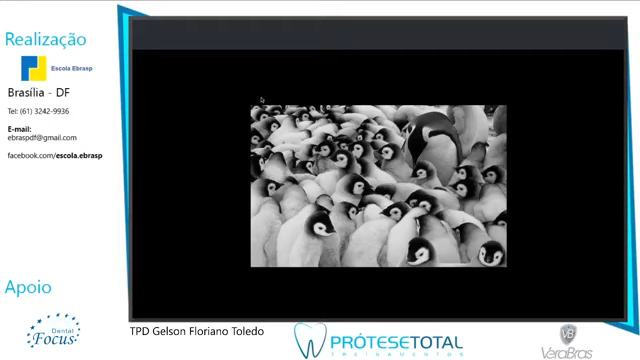 Realização
Escola Ebrasp
Brasília - DF
Tel: (61) 3242-9936
E-mail:
ebraspdf@gmail.com
facebook.com/escola.ebrasp
Apoio
Dental
Focus
TPD Gelson Floriano Toledo
PRÓTESETOTAL
TREINAMENTOS
VB
VeraBras